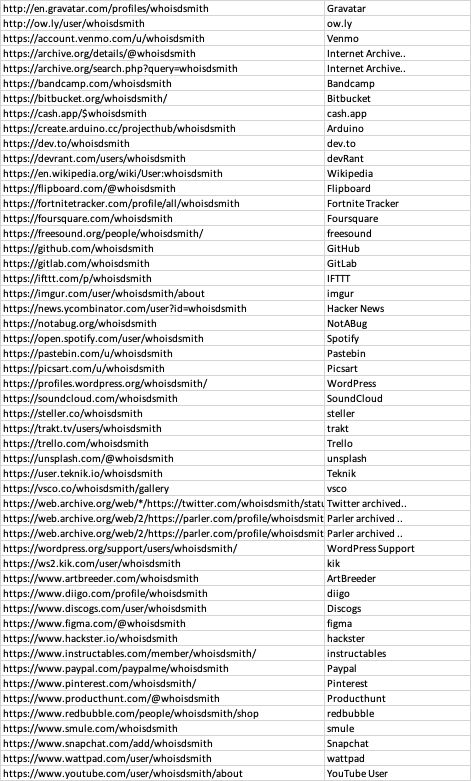 http://en.gravatar.com/profiles/whoisdsmith Gravatar
http://ow.ly/user/whoisdsmith ow.ly
https://account.venmo.com/u/whoisdsmith Venmo
https://archive.org/details/@whoisdsmith Internet Archive..
https://archive.org/search.php?query=whoisdsmith Internet Archive..
https://bandcamp.com/whoisdsmith Bandcamp
https://bitbucket.org/whoisdsmith/ Bitbucket
https://cash.app/$whoisdsmith cash.app
https://create.arduino.cc/projecthub/whoisdsmith Arduino
https://dev.to/whoisdsmith dev.to
https://devrant.com/users/whoisdsmith devRant
https://en.wikipedia.org/wiki/User:whoisdsmith Wikipedia
https://flipboard.com/@whoisdsmith Flipboard
https://fortnitetracker.com/profile/all/whoisdsmith Fortnite Tracker
https://foursquare.com/whoisdsmith Foursquare
https://freesound.org/people/whoisdsmith/ freesound
https://github.com/whoisdsmith GitHub
https://gitlab.com/whoisdsmith GitLab
https://ifttt.com/p/whoisdsmith IFTTT
https://imgur.com/user/whoisdsmith/about imgur
https://news.ycombinator.com/user?id=whoisdsmith Hacker News
https://notabug.org/whoisdsmith NotABug
https://open.spotify.com/user/whoisdsmith Spotify
https://pastebin.com/u/whoisdsmith Pastebin
https://picsart.com/u/whoisdsmith Picsart
https://profiles.wordpress.org/whoisdsmith/ WordPress
https://soundcloud.com/whoisdsmith SoundCloud
https://steller.co/whoisdsmith steller
https://trakt.tv/users/whoisdsmith trakt
https://trello.com/whoisdsmith Trello
https://unsplash.com/@whoisdsmith unsplash
https://user.teknik.io/whoisdsmith Teknik
https://vsco.co/whoisdsmith/gallery vsco
https://web.archive.org/web/*/https://twitter.com/whoisdsmith/statu Twitter archived..
https://web.archive.org/web/2/https://parler.com/profile/whoisdsmit Parler archived ..
https://web.archive.org/web/2/https://parler.com/profile/whoisdsmit Parler archived ..
https://wordpress.org/support/users/whoisdsmith/ WordPress Support
https://ws2.kik.com/user/whoisdsmith kik
https://www.artbreeder.com/whoisdsmith ArtBreeder
https://www.diigo.com/profile/whoisdsmith diigo
https://www.discogs.com/user/whoisdsmith Discogs
https://www.figma.com/@whoisdsmith figma
https://www.hackster.io/whoisdsmith hackster
https://www.instructables.com/member/whoisdsmith/ instructables
https://www.paypal.com/paypalme/whoisdsmith Paypal
https://www.pinterest.com/whoisdsmith/ Pinterest
https://www.producthunt.com/@whoisdsmith Producthunt
https://www.redbubble.com/people/whoisdsmith/shop redbubble
https://www.smule.com/whoisdsmith smule
https://www.snapchat.com/add/whoisdsmith Snapchat
https://www.wattpad.com/user/whoisdsmith wattpad
https://www.youtube.com/user/whoisdsmith/about YouTube User